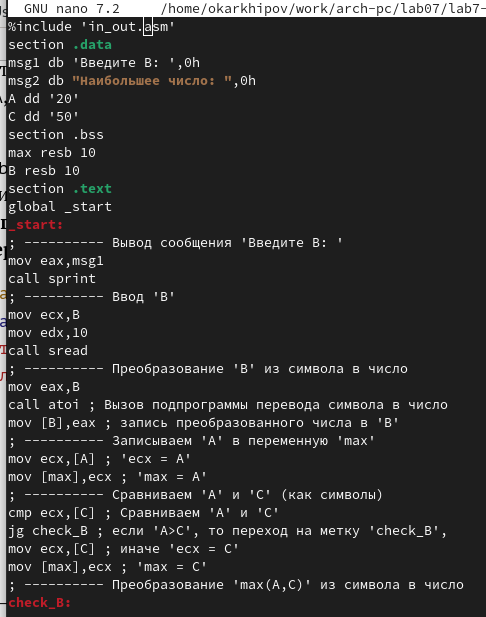 GNU nano 7.2 /home/okarkhipov/work/arch-pc/lab07/lab7-
%include 'in_out.asm'
section .data
msg1 db 'Введите B: ',0h
msg2 db "Наибольшее число: ",0h
A dd '20'
C dd '50'
section .bss
max resb 10
B resb 10
section .text
global _start
_start:
; ---------- Вывод сообщения 'Введите B: '
mov eax,msg1
call sprint
; ---------- Ввод 'B'
mov ecx,B
mov edx,10
call sread
; ---------- Преобразование 'B' из символа в число
mov eax,B
call atoi ; Вызов подпрограммы перевода символа в число
mov [B],eax ; запись преобразованного числа в 'B'
; ---------- Записываем 'A' в переменную 'max'
mov ecx,[A] ; 'ecx = A'
mov [max],ecx ; 'max = A'
; ---------- Сравниваем 'A' и 'С' (как символы)
cmp ecx,[C] ; Сравниваем 'A' и 'С'
jg check_B ; если 'A>C', то переход на метку 'check_B',
mov ecx,[C] ; иначе 'ecx = C'
mov [max],ecx ; 'max = C'
; ---------- Преобразование 'max(A,C)' из символа в число
check_B: